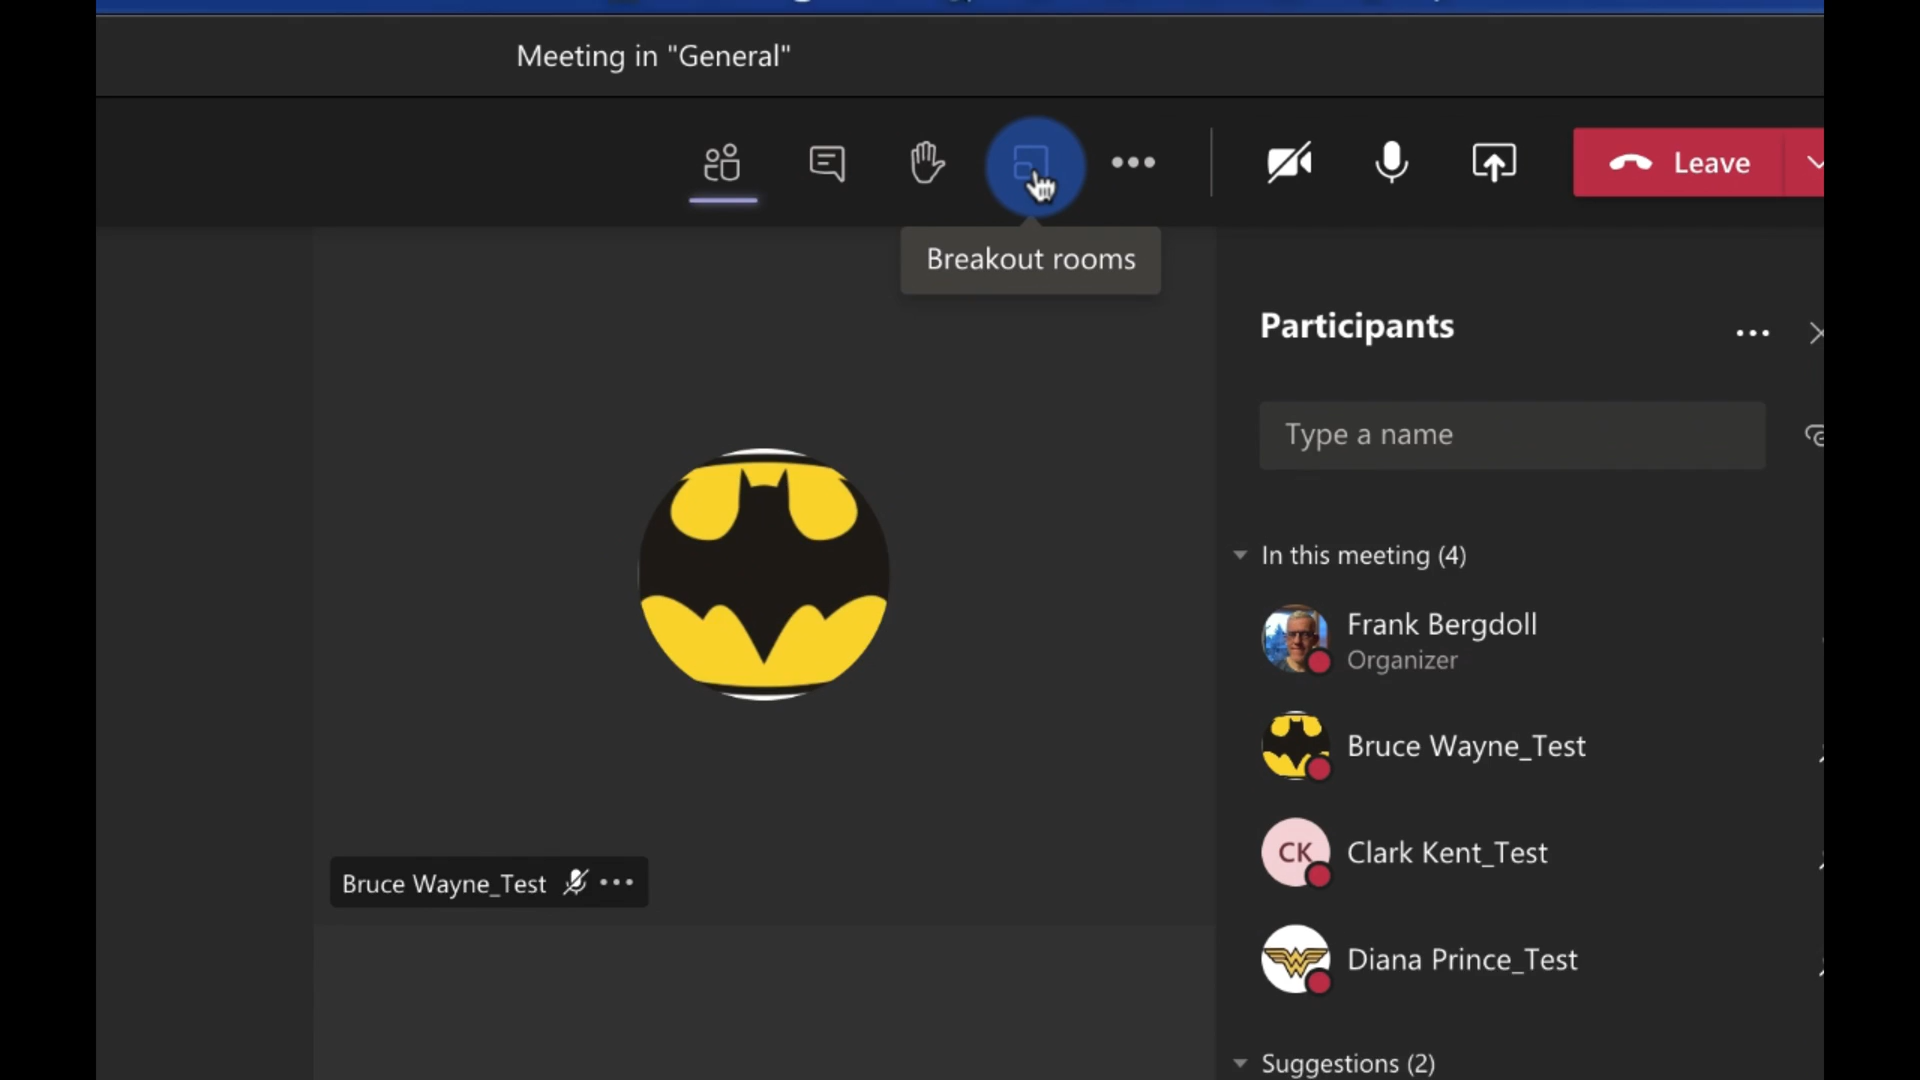 Meeting in "General"
Leave
Breakout rooms
Participants
Type a name
In this meeting (4)
Frank Bergdoll
Organizer
Bruce Wayne_Test
CK
Clark Kent_Test
Diana Prince_Test
Suggestions (2)
Bruce Wayne_Test